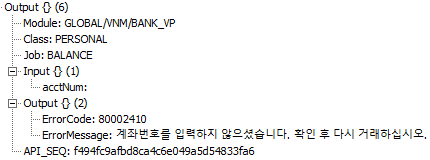 Output {} (6)
Module: GLOBAL/VNM/BANK_VP
Class: PERSONAL
Job: BALANCE
Input {} (1)
acctNum:
Output {} (2)
ErrorCode: 80002410
ErrorMessage: 계좌번호를 입력하지 않으셨습니다. 확인 후 다시 거래하십시오.
API_SEQ: f494fc9afbd8ca4c6e049a5d54833fa6